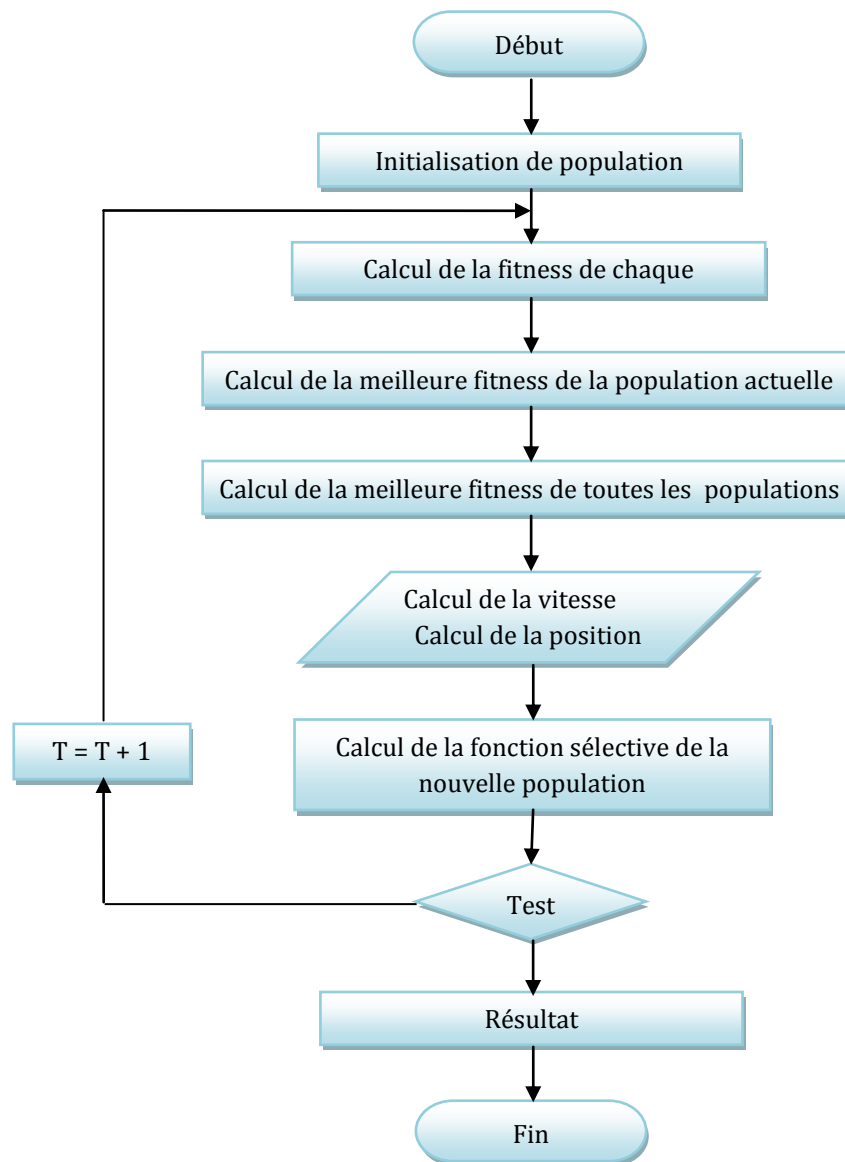 Début
Initialisation de population
Calcul de la fitness de chaque
Calcul de la meilleure fitness de la population actuelle
Calcul de la meilleure fitness de toutes les populations
Calcul de la vitesse
Calcul de la position
Calcul de la fonction sélective de la
nouvelle population
T = T + 1
Test
Résultat
Fin